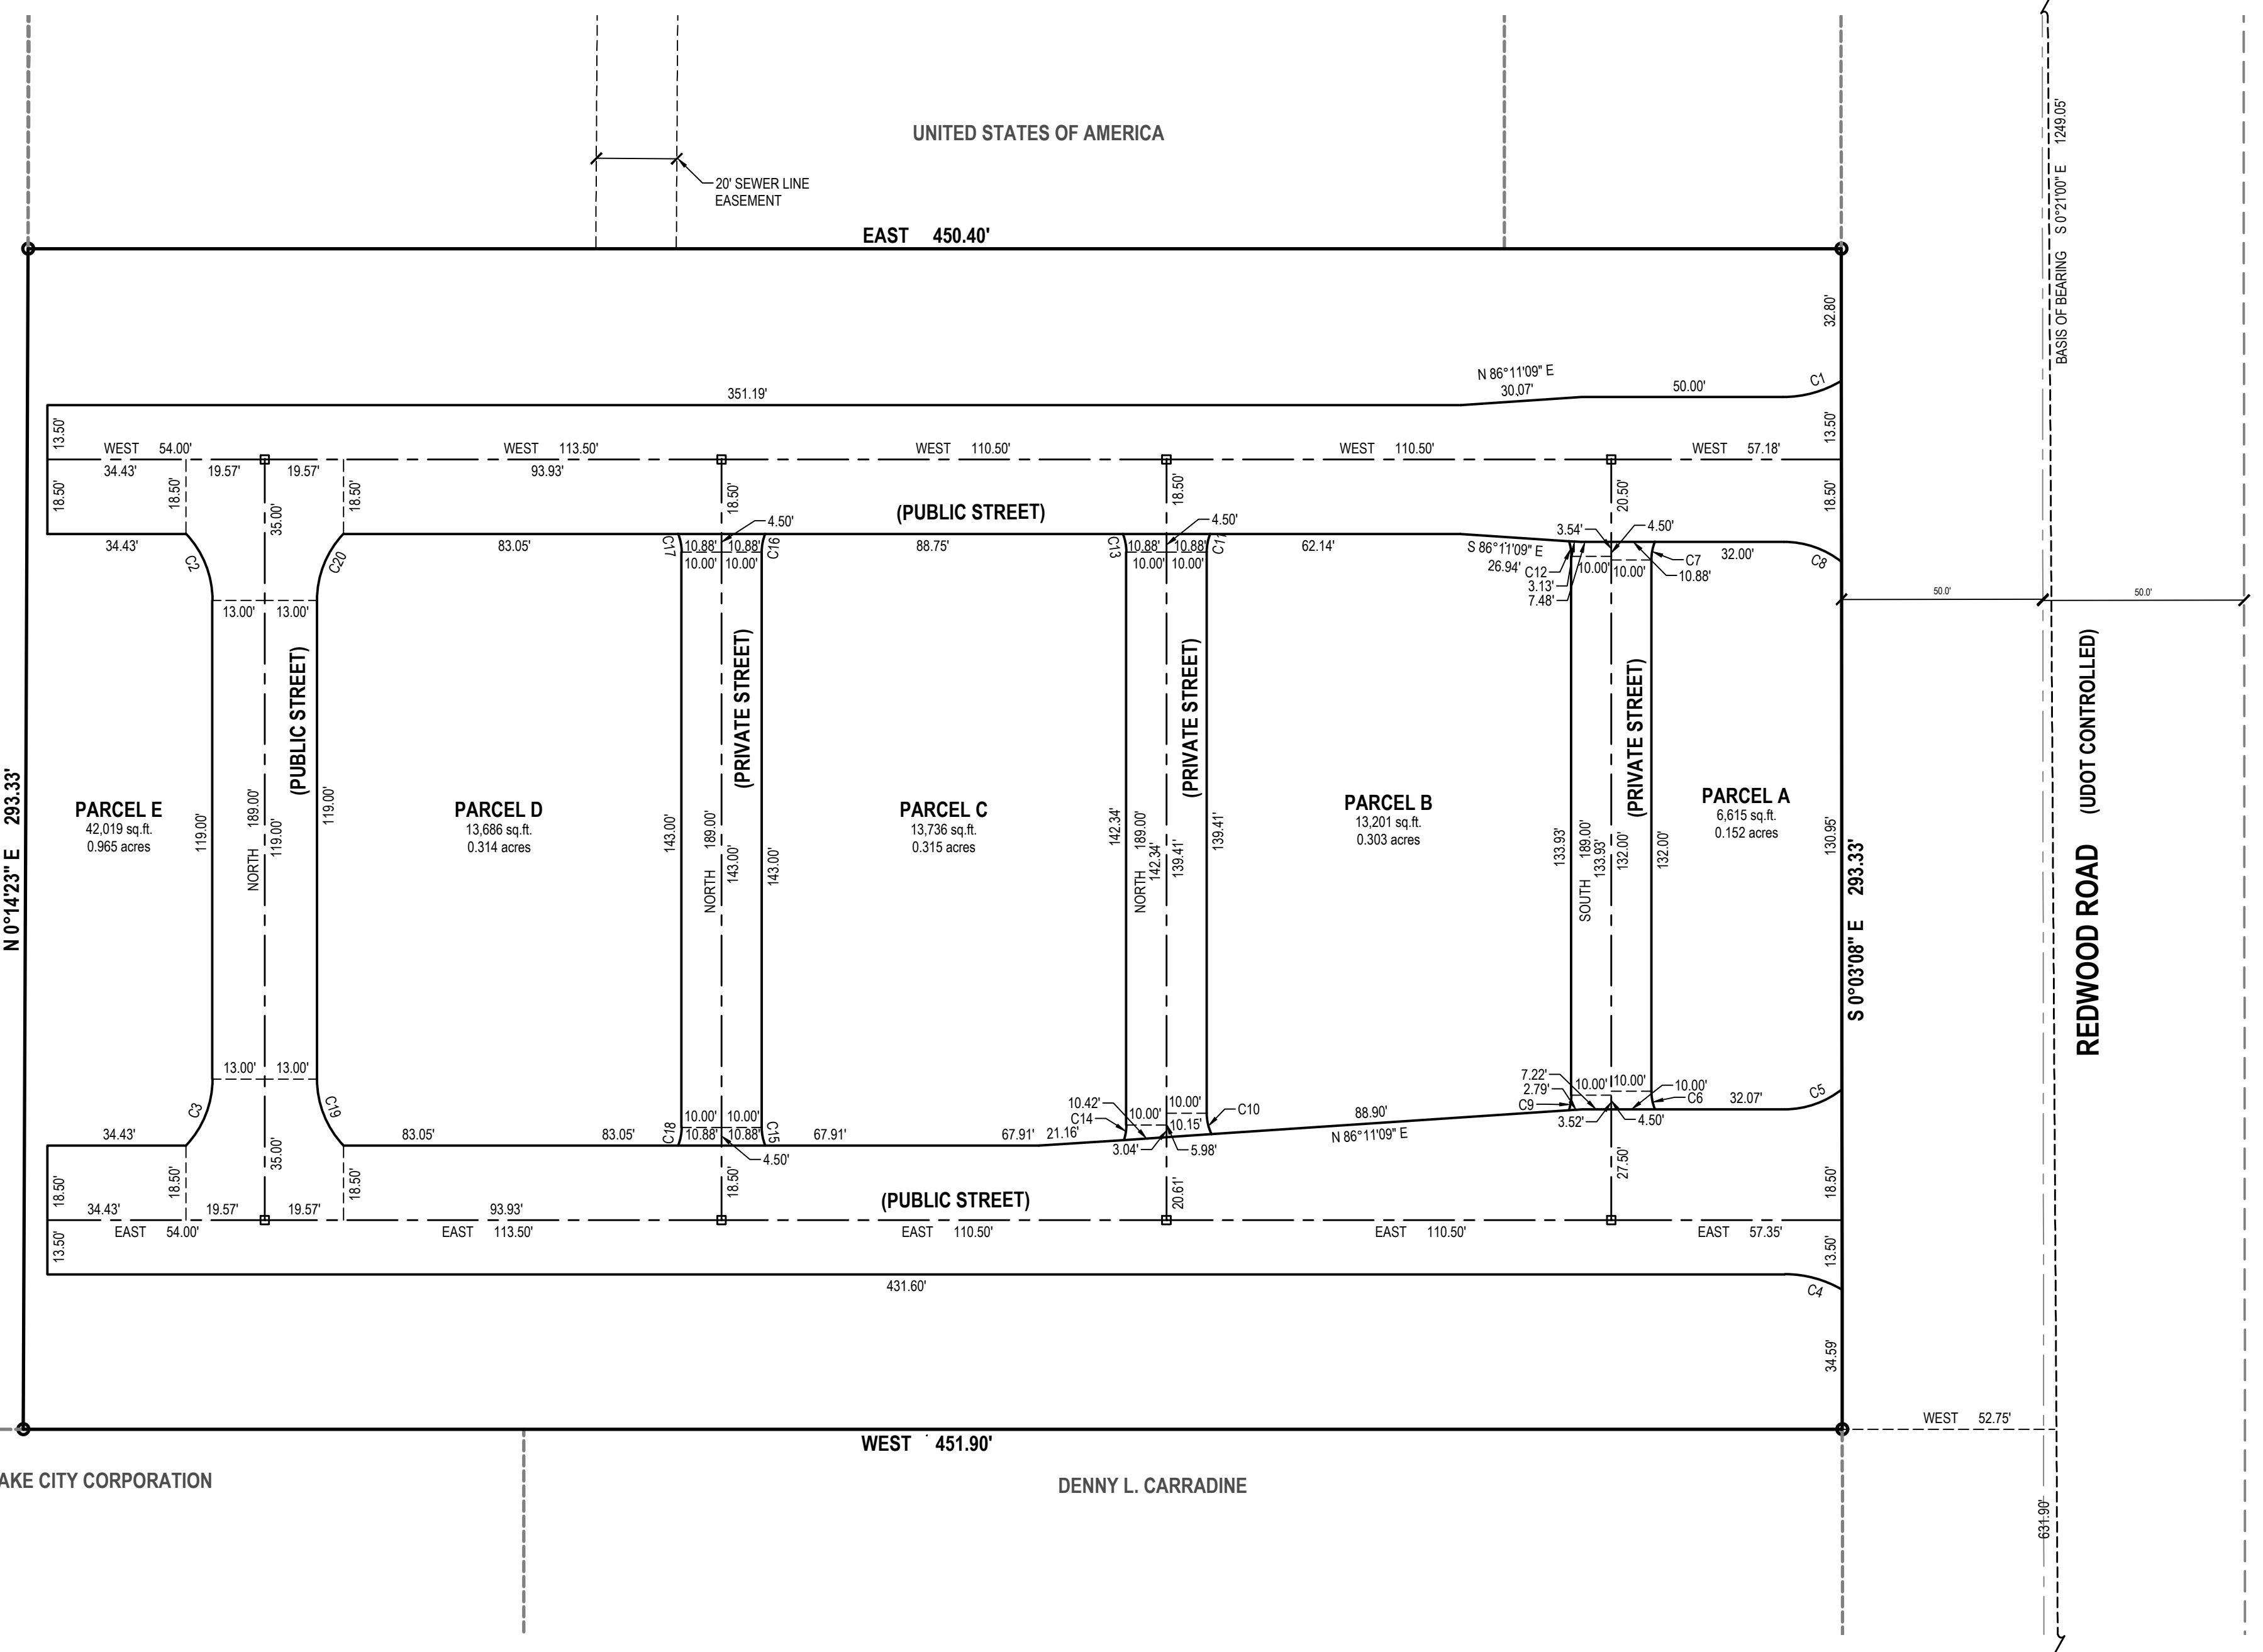 UNITED STATES OF AMERICA
20' SEWER LINE
EASEMENT
EAST 450.40'
BASIS OF BEARING S 0°21'00" E 1249.05'
32.80'
C1
N 86°11'09" E
30.07'
50.00'
351.19'
13.50'
13.50'
WEST 54.00'
WEST 113.50'
WEST 110.50'
WEST 110.50'
WEST 57.18'
34.43'
19.57'
19.57'
93.93'
18.50'
18.50'
18.50'
35.00'
18.50'
18.50'
20.50'
18.50'
(PUBLIC STREET)
4.50'
4.50'
3.54'
4.50'
34.43'
C2
C20
83.05'
C17
10.88'
10.88'
C16
88.75'
C13
10.88'
10.88'
C11
62.14'
S 86°11'09" E
26.94'
C12
3.13'
7.48'
10.00'
10.00'
C7
10.88'
32.00'
C8
10.00'
10.00'
10.00'
10.00'
13.00'
13.00'
50.0'
50.0'
(PUBLIC STREET)
(PRIVATE STREET)
(PRIVATE STREET)
(PRIVATE STREET)
REDWOOD ROAD (UDOT CONTROLLED)
N 0°14'23" E 293.33'
PARCEL E
42,019 sq.ft.
0.965 acres
119.00'
NORTH 189.00'
119.00'
119.00'
PARCEL D
13,686 sq.ft.
0.314 acres
143.00'
NORTH 189.00'
143.00'
143.00'
PARCEL C
13,736 sq.ft.
0.315 acres
142.34'
NORTH 189.00'
142.34'
139.41'
139.41'
PARCEL B
13,201 sq.ft.
0.303 acres
133.93'
SOUTH 189.00'
133.93'
132.00'
132.00'
PARCEL A
6,615 sq.ft.
0.152 acres
130.95'
S 0°03'08" E 293.33'
13.00'
13.00'
C3
C19
34.43'
83.05'
83.05'
C18
10.00'
10.00'
10.88'
10.88'
C15
4.50'
67.91'
67.91'
21.16'
10.42'
C14
10.00'
10.00'
10.15'
C10
3.04'
5.98'
88.90'
N 86°11'09" E
7.22'
2.79'
C9
10.00'
10.00'
10.00'
C6
3.52'
4.50'
32.07'
C5
18.50'
18.50'
35.00'
18.50'
18.50'
20.61'
27.50'
18.50'
(PUBLIC STREET)
34.43'
19.57'
19.57'
93.93'
EAST 54.00'
EAST 113.50'
EAST 110.50'
EAST 110.50'
EAST 57.35'
13.50'
13.50'
431.60'
C4
34.59'
WEST 451.90'
WEST 52.75'
AKE CITY CORPORATION
DENNY L. CARRADINE
631.90'